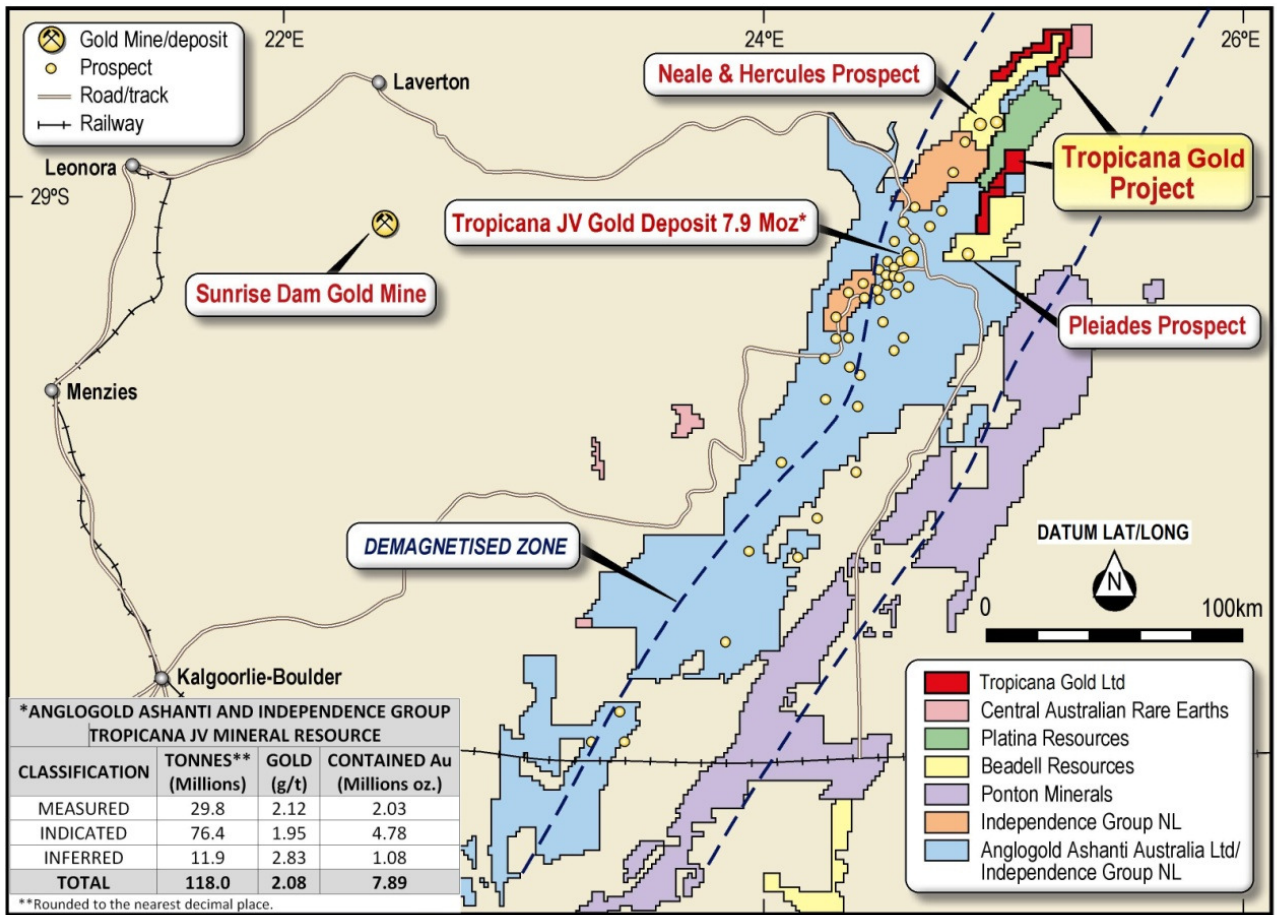 Gold Mine/deposit
Prospect
Road/track
Railway
22°E
24°E
26°E
Laverton
Neale & Hercules Prospect
Leonora
29°S
Tropicana Gold
Project
Tropicana JV Gold Deposit 7.9 Moz*
Sunrise Dam Gold Mine
Pleiades Prospect
Menzies
DEMAGNETISED ZONE
DATUM LAT/LONG
N
0
100km
Kalgoorlie-Boulder
Tropicana Gold Ltd
Central Australian Rare Earths
Platina Resources
Beadell Resources
Ponton Minerals
Independence Group NL
Anglogold Ashanti Australia Ltd/
Independence Group NL
*ANGLOGOLD ASHANTI AND INDEPENDENCE GROUP
TROPICANA JV MINERAL RESOURCE
CLASSIFICATION TONNES** (Millions) GOLD (g/t) CONTAINED Au (Millions oz.)
MEASURED 29.8 2.12 2.03
INDICATED 76.4 1.95 4.78
INFERRED 11.9 2.83 1.08
TOTAL 118.0 2.08 7.89
**Rounded to the nearest decimal place.